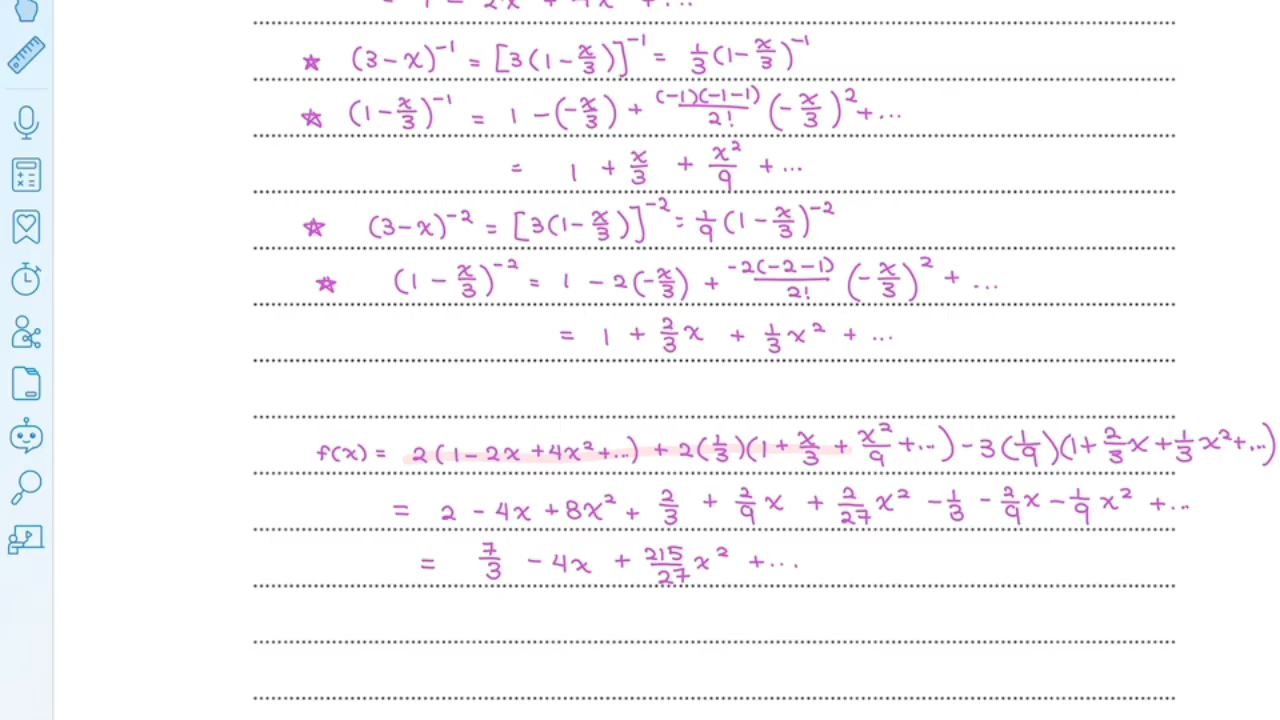 = 1 - 2x + 4x² + ...
☆ (3-x)⁻¹ = [3(1-x/3)]⁻¹ = 1/3 (1-x/3)⁻¹
☆ (1-x/3)⁻¹ = 1 - (-x/3) + (-1)(-1-1)/2! (-x/3)² + ...
= 1 + x/3 + x²/9 + ...
☆ (3-x)⁻² = [3(1-x/3)]⁻² = 1/9 (1-x/3)⁻²
☆ (1-x/3)⁻² = 1 - 2(-x/3) + -2(-2-1)/2! (-x/3)² + ...
= 1 + 2/3 x + 1/3 x² + ...
f(x) = 2(1-2x+4x²+...) + 2(1/3)(1+x/3+x²/9+...) - 3(1/9)(1+2/3 x+1/3 x²+...)
= 2 - 4x + 8x² + 2/3 + 2/9 x + 2/27 x² - 1/3 - 2/9 x - 1/9 x² + ...
= 7/3 - 4x + 215/27 x² + ...